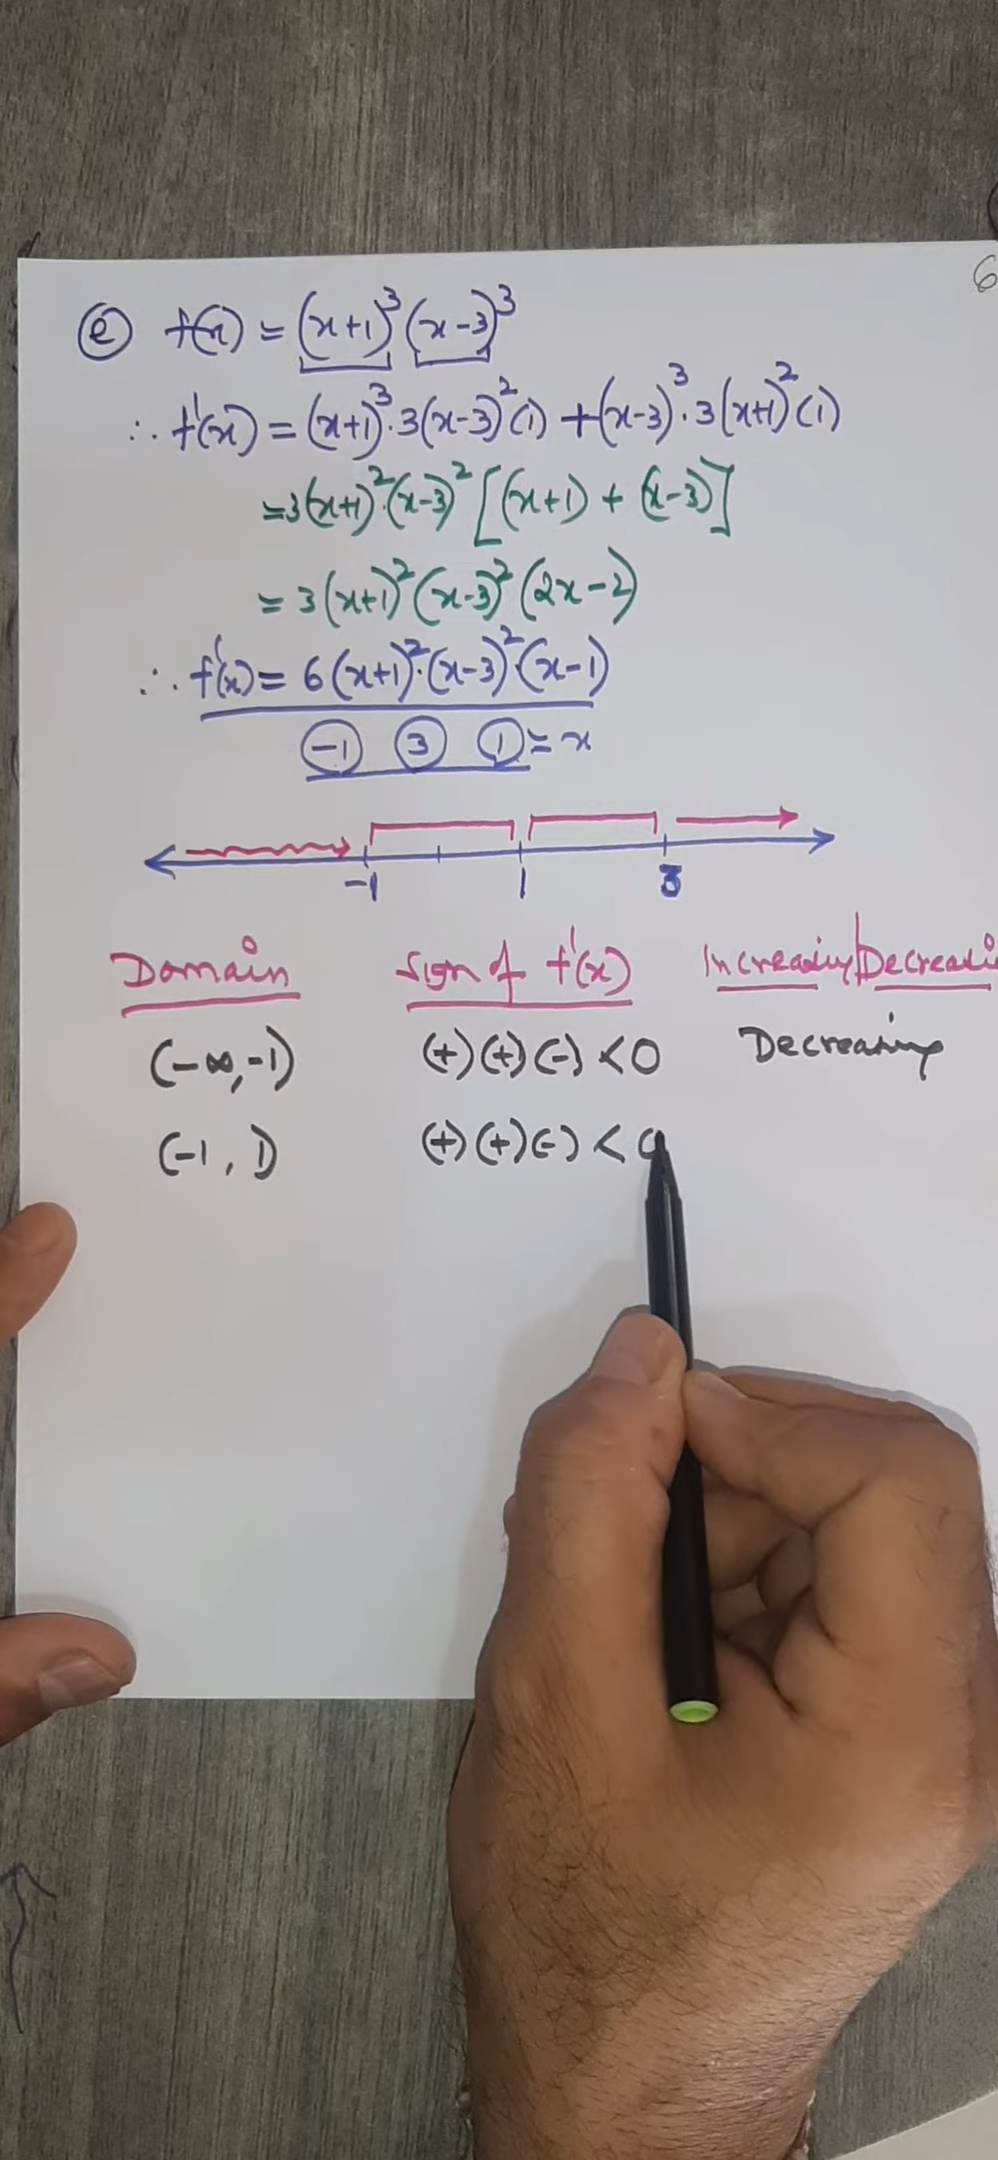 6
(e) f(x) = (x+1)³ (x-3)³
∴ f'(x) = (x+1)³·3(x-3)²(1) + (x-3)³·3(x+1)²(1)
= 3(x+1)²·(x-3)² [(x+1) + (x-3)]
= 3(x+1)² (x-3)² (2x-2)
∴ f'(x) = 6(x+1)²·(x-3)²·(x-1)
-1 3 1 = x
-1 1 3
Domain Sign of f'(x) Increasing/Decreasin
(-∞,-1) (+)(+)(-) <0 Decreasing
(-1, 1) (+)(+)(-) < 0